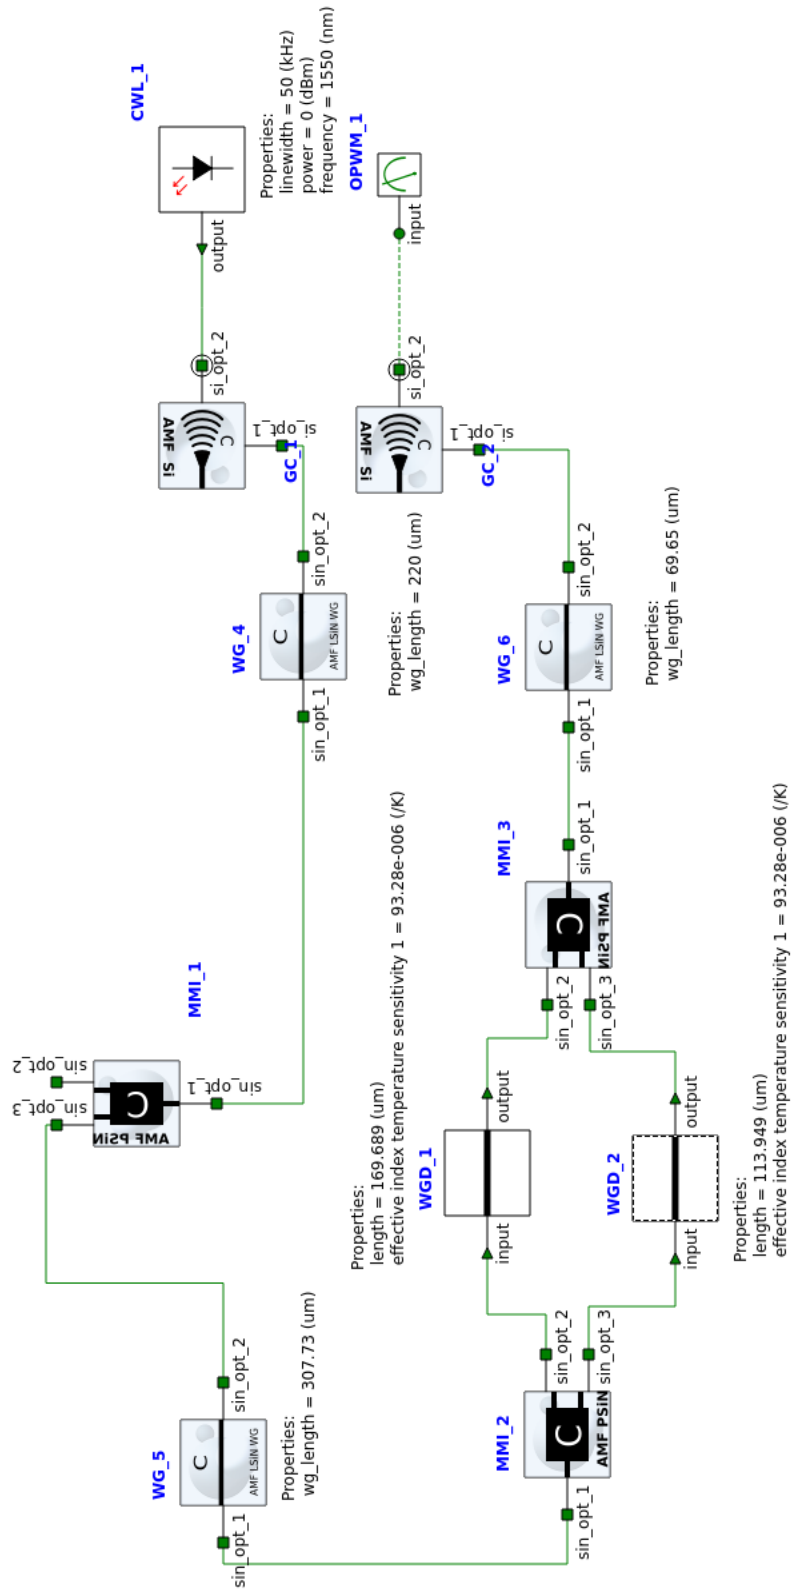 CWL_1
Properties:
linewidth = 50 (kHz)
power = 0 (dBm)
frequency = 1550 (nm)
output
si_opt_2
AMF Si
C
si_opt_1
GC_1
OPWM_1
input
si_opt_2
AMF Si
C
si_opt_1
GC_2
sin_opt_2
WG_4
C
AMF LSiN WG
Properties:
wg_length = 220 (um)
sin_opt_1
sin_opt_2
WG_6
C
AMF LSiN WG
Properties:
wg_length = 69.65 (um)
sin_opt_1
MMI_1
sin_opt_2
sin_opt_3
C
AMF PSiN
sin_opt_1
MMI_3
sin_opt_1
C
AMF PSiN
sin_opt_2
sin_opt_3
Properties:
length = 169.689 (um)
effective index temperature sensitivity 1 = 93.28e-006 (/K)
WGD_1
output
input
WGD_2
output
input
Properties:
length = 113.949 (um)
effective index temperature sensitivity 1 = 93.28e-006 (/K)
WG_5
sin_opt_2
C
AMF LSiN WG
Properties:
wg_length = 307.73 (um)
sin_opt_1
MMI_2
sin_opt_2
sin_opt_3
C
AMF PSiN
sin_opt_1